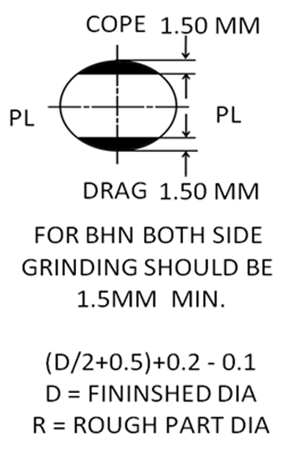 COPE 1.50 MM
PL PL
DRAG 1.50 MM
FOR BHN BOTH SIDE
GRINDING SHOULD BE
1.5MM MIN.
(D/2+0.5)+0.2 - 0.1
D = FININSHED DIA
R = ROUGH PART DIA